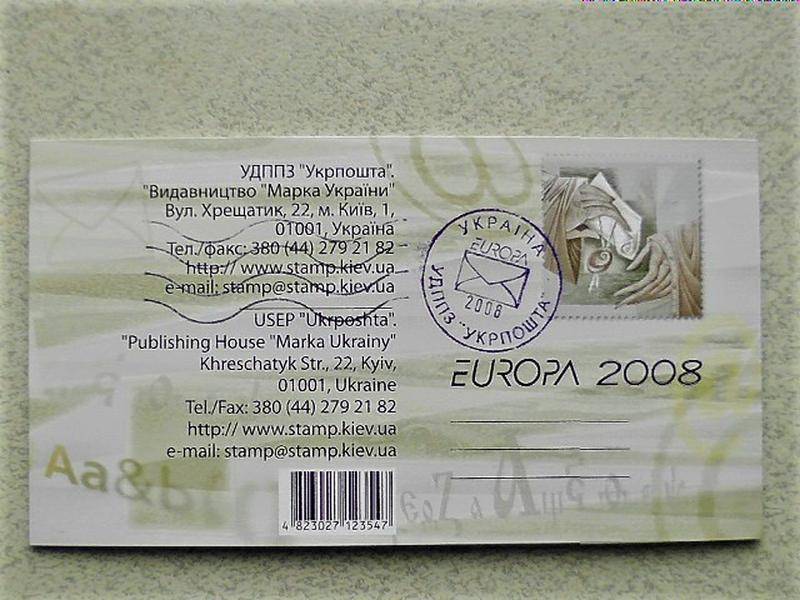 УДППЗ "Укрпошта".
"Видавництво "Марка України"
Вул. Хрещатик, 22, м. Київ, 1,
01001, Україна
Тел./факс: 380 (44) 279 21 82
http:// www.stamp.kiev.ua
e-mail: stamp@stamp.kiev.ua
USEP "Ukrposhta".
"Publishing House "Marka Ukrainy"
Khreschatyk Str., 22, Kyiv,
01001, Ukraine
Tel./Fax: 380 (44) 279 21 82
http:// www.stamp.kiev.ua
e-mail: stamp@stamp.kiev.ua
4 823027 123547
УКРАЇНА
EUROPA
2008
УДППЗ "УКРПОШТА"
EUROPA 2008
@
Aa&Ь